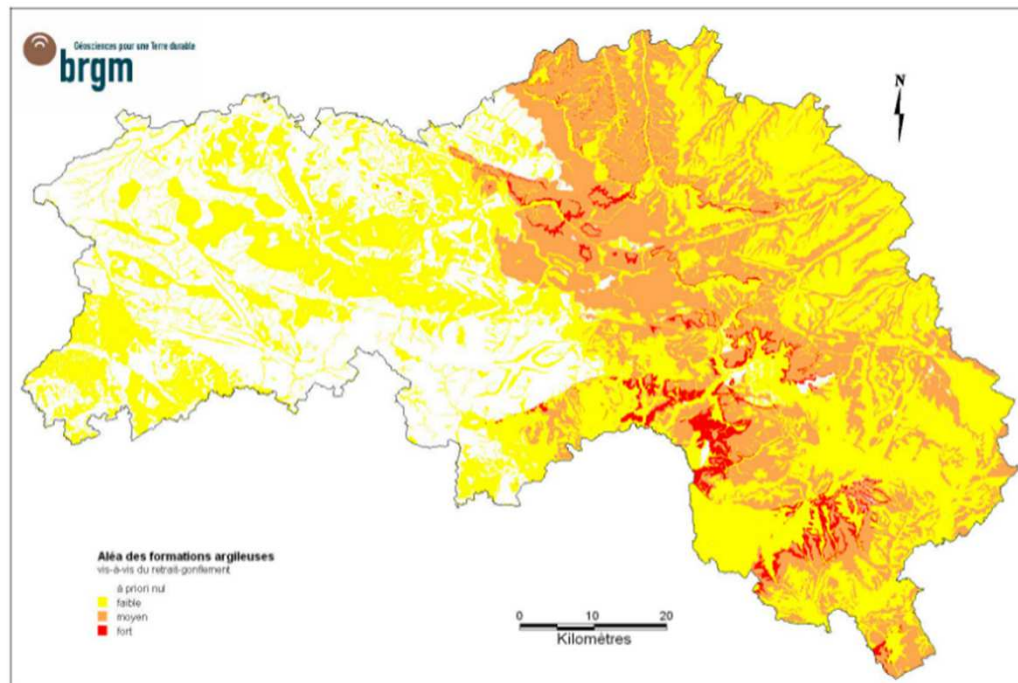 Géosciences pour une Terre durable
brgm
N
Aléa des formations argileuses
vis-à-vis du retrait-gonflement
à priori nul
faible
moyen
fort
0 10 20
Kilomètres